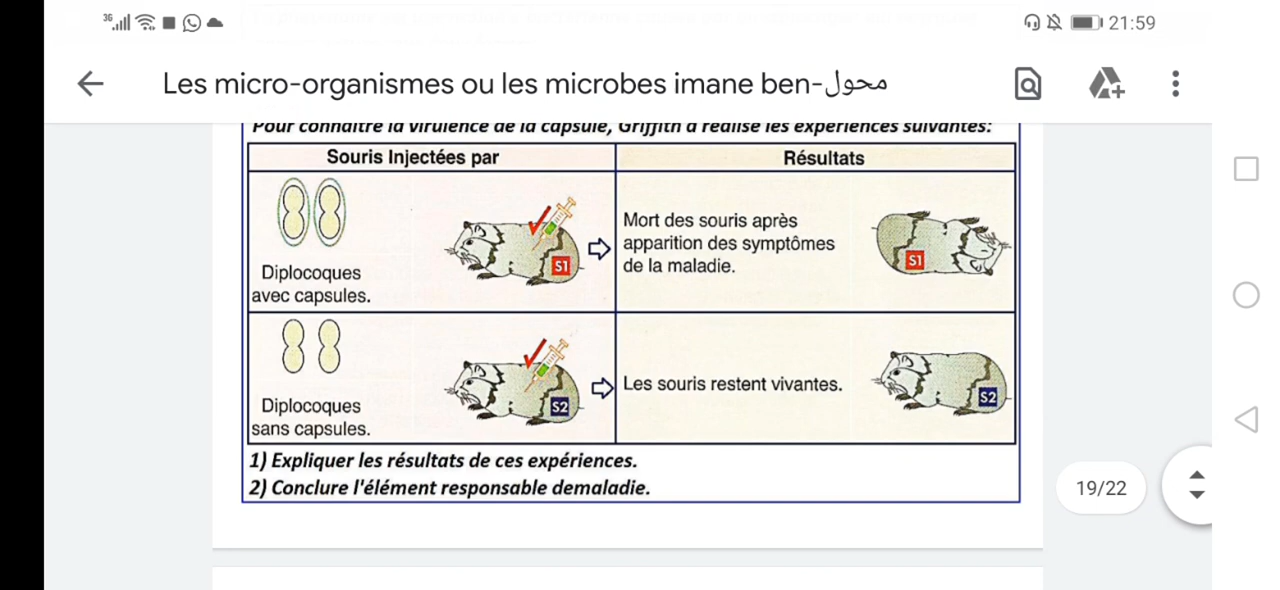 3G
21:59
Les micro-organismes ou les microbes imane ben-محول
Pour connaître la virulence de la capsule, Griffith a réalisé les expériences suivantes:
Souris Injectées par
Résultats
Diplocoques
avec capsules.
S1
Mort des souris après
apparition des symptômes
de la maladie.
S1
Diplocoques
sans capsules.
S2
Les souris restent vivantes.
S2
1) Expliquer les résultats de ces expériences.
2) Conclure l'élément responsable demaladie.
19/22